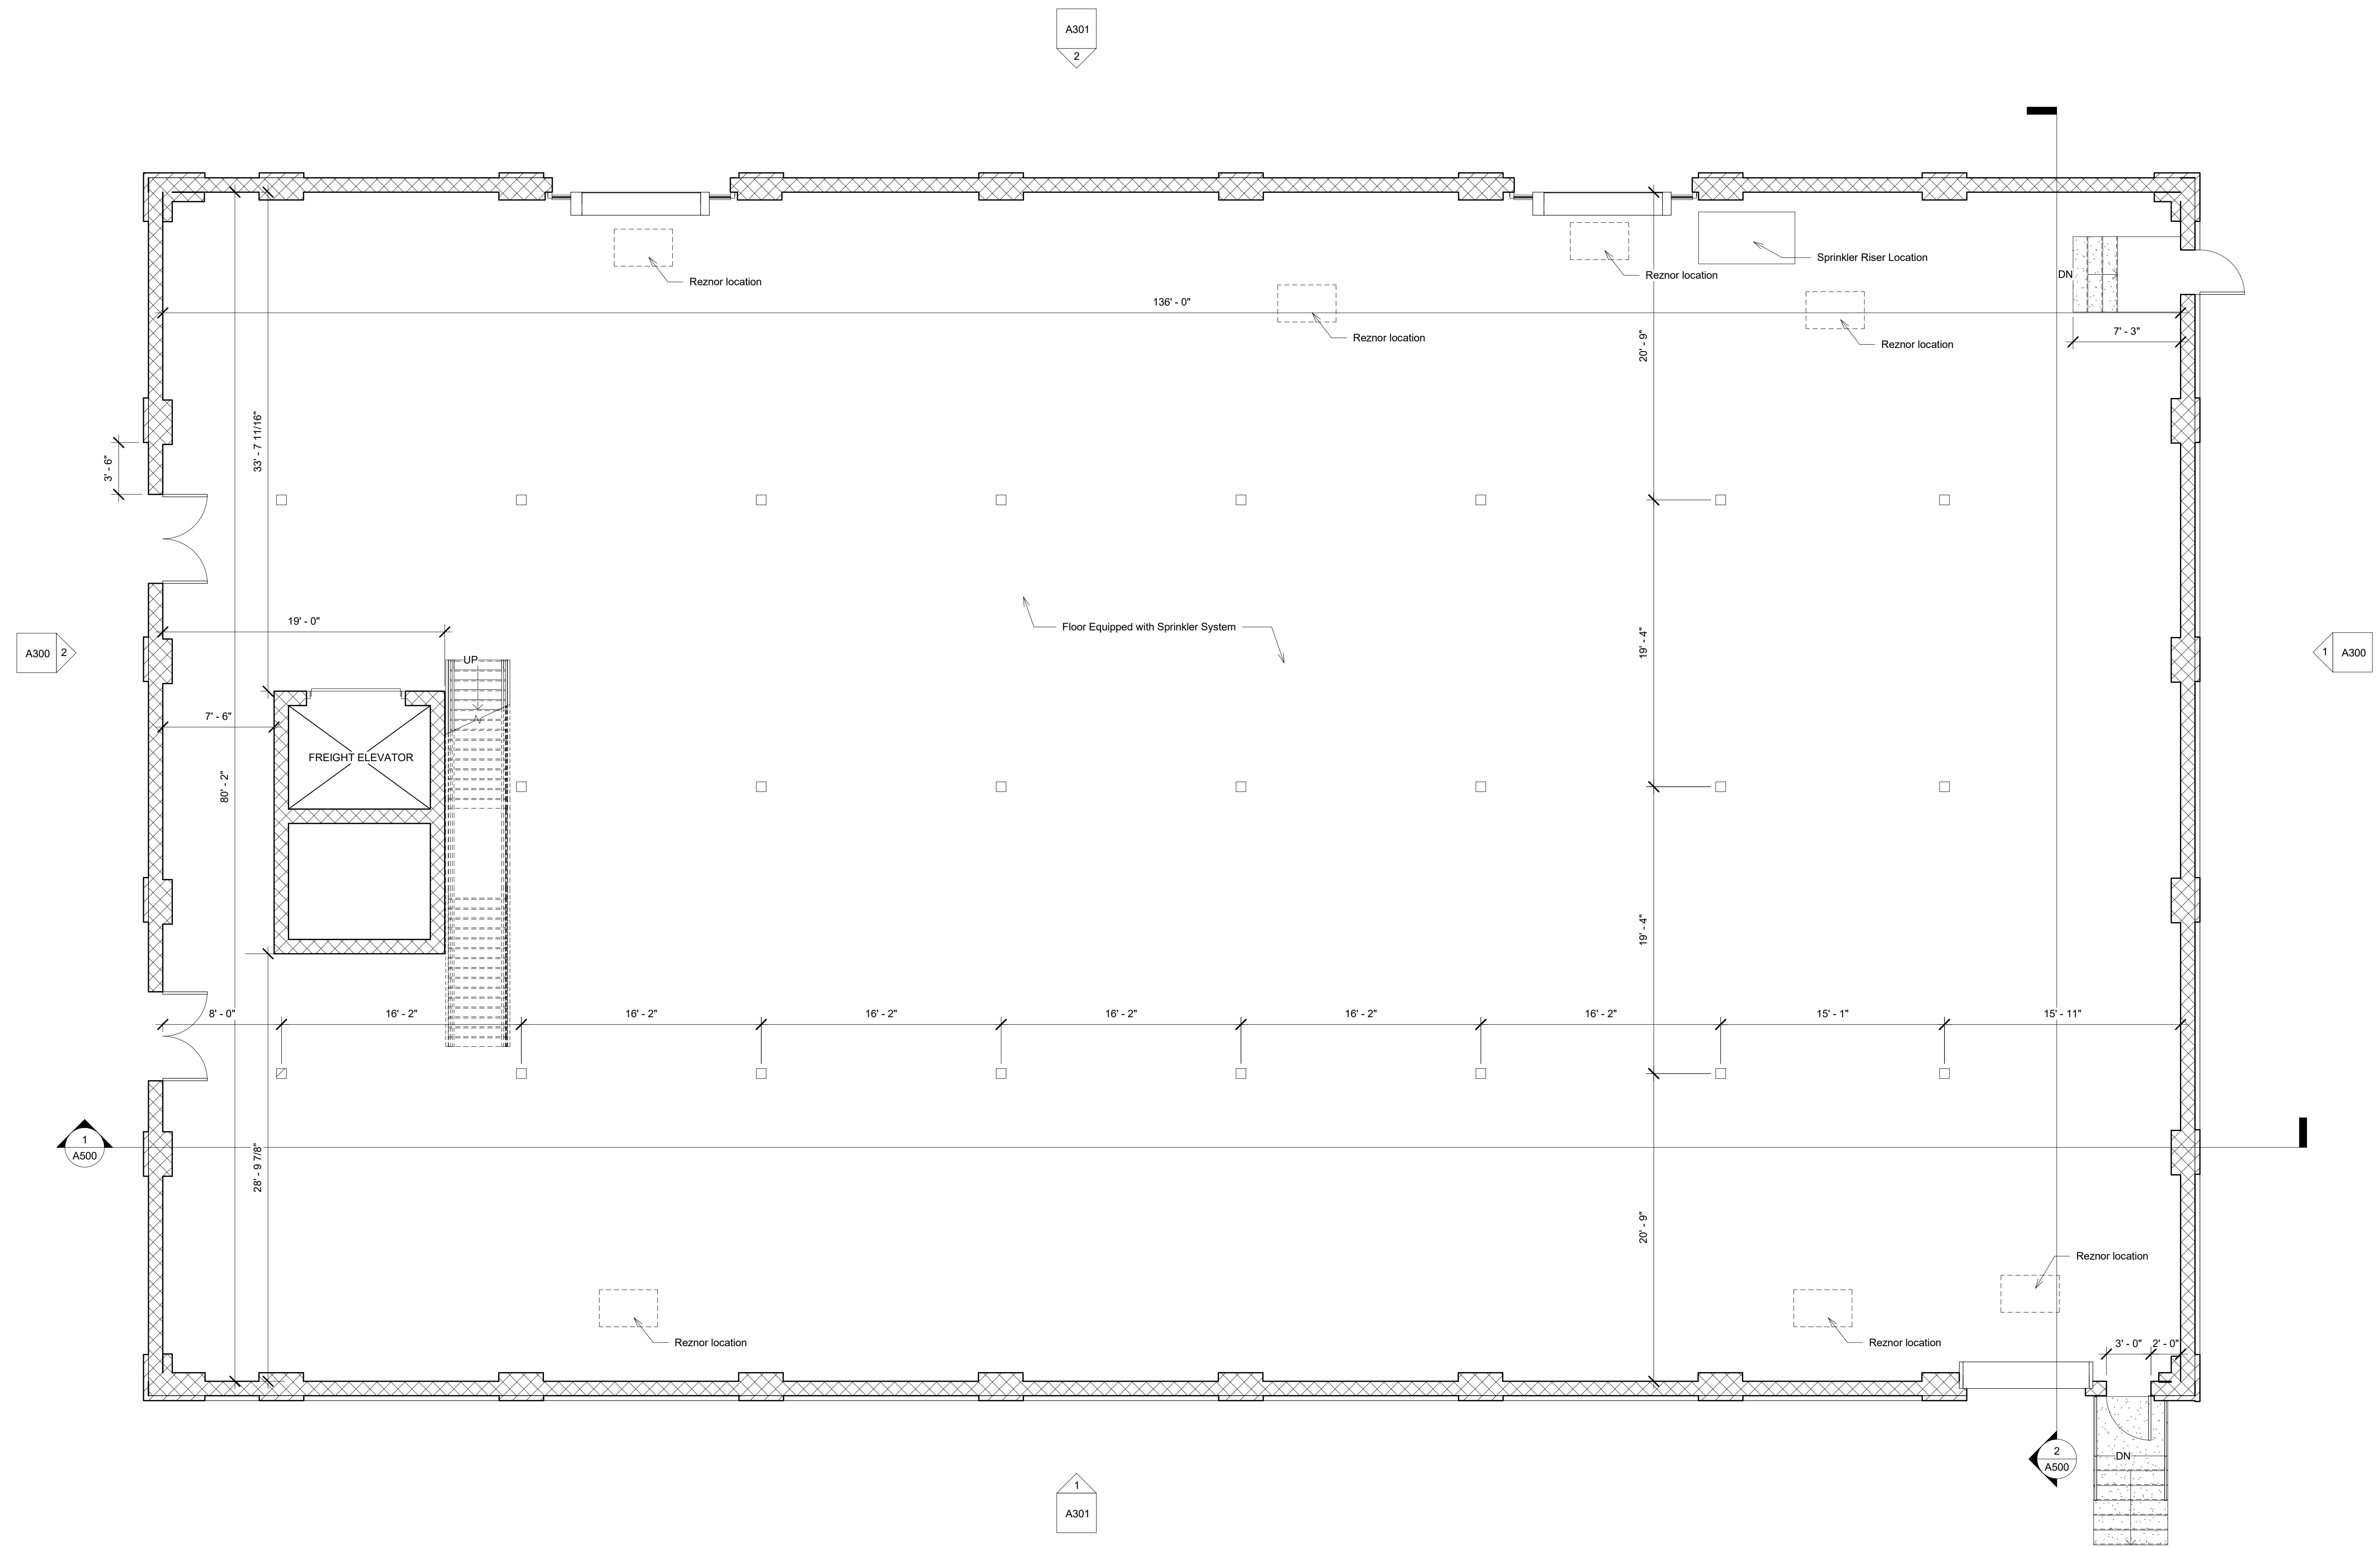 A301
2
DN
Sprinkler Riser Location
Reznor location
Reznor location
136' - 0"
7' - 3"
Reznor location
Reznor location
20' - 9"
33' - 7 11/16"
3' - 6"
19' - 0"
Floor Equipped with Sprinkler System
19' - 4"
A300
2
1
A300
UP
7' - 6"
FREIGHT ELEVATOR
80' - 2"
19' - 4"
8' - 0"
16' - 2"
16' - 2"
16' - 2"
16' - 2"
16' - 2"
16' - 2"
15' - 1"
15' - 11"
1
A500
28' - 9 7/8"
20' - 9"
Reznor location
Reznor location
Reznor location
3' - 0"
2' - 0"
2
A500
DN
1
A301